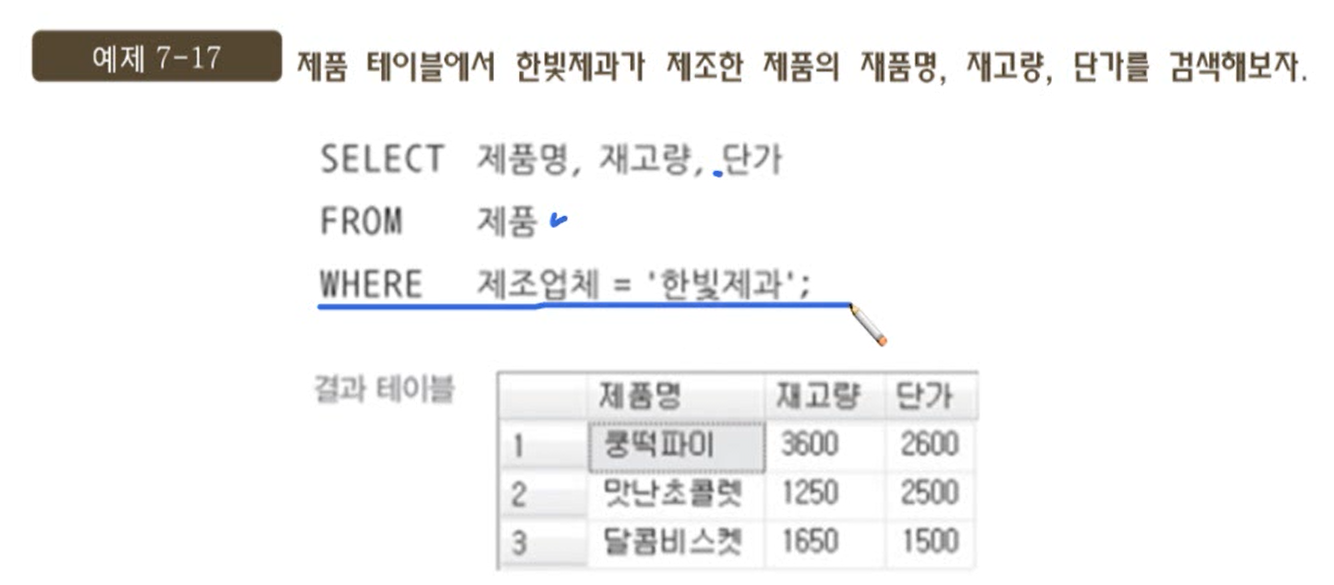 예제 7-17 제품 테이블에서 한빛제과가 제조한 제품의 재품명, 재고량, 단가를 검색해보자.
SELECT 제품명, 재고량, 단가
FROM 제품
WHERE 제조업체 = '한빛제과';
결과 테이블
제품명 재고량 단가
1 쿵떡파이 3600 2600
2 맛난초콜렛 1250 2500
3 달콤비스켓 1650 1500